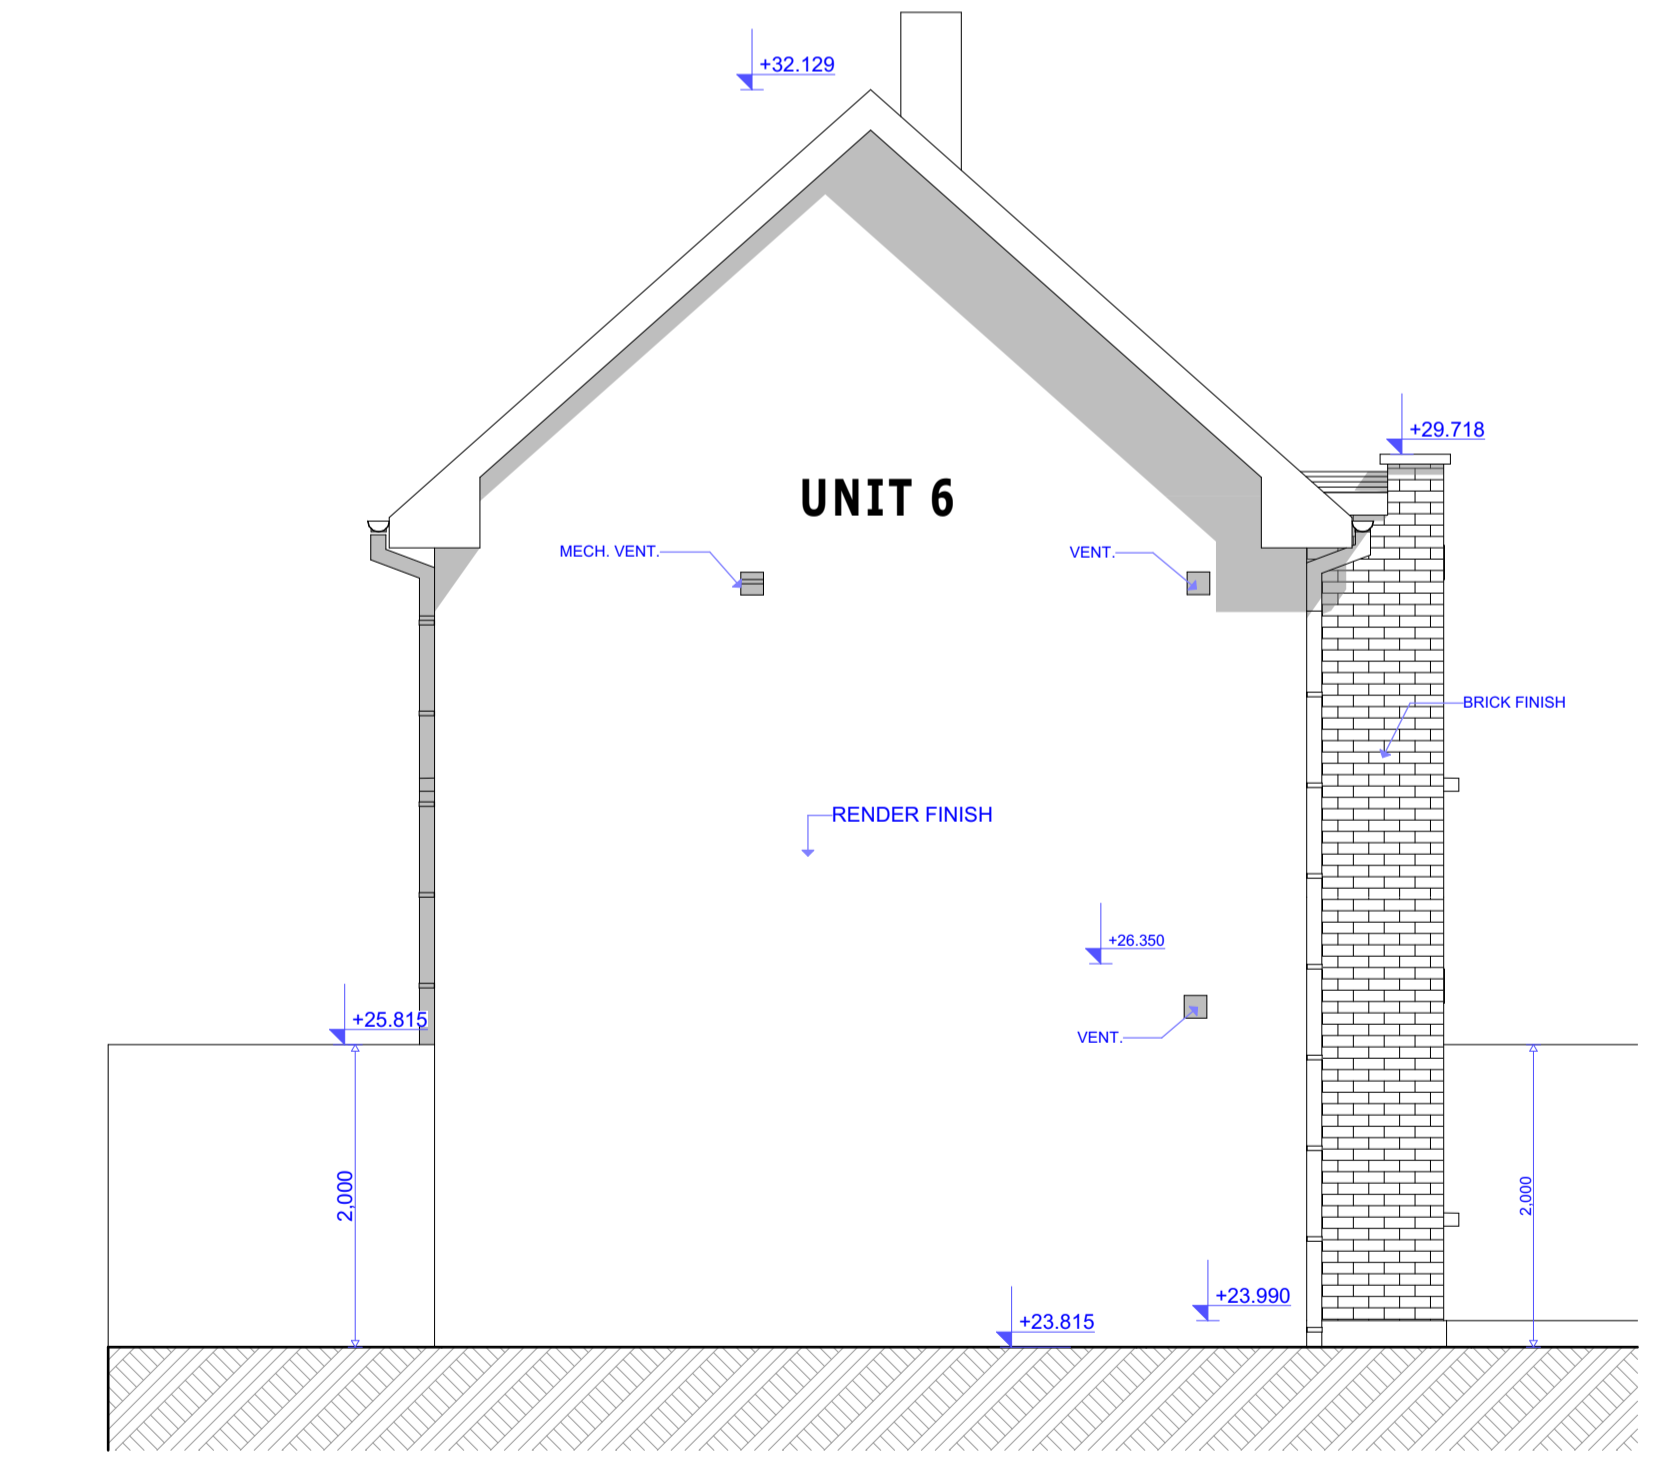 +32.129
+29.718
UNIT 6
MECH. VENT.
VENT.
BRICK FINISH
RENDER FINISH
+26.350
+25.815
VENT.
2,000
2,000
+23.990
+23.815